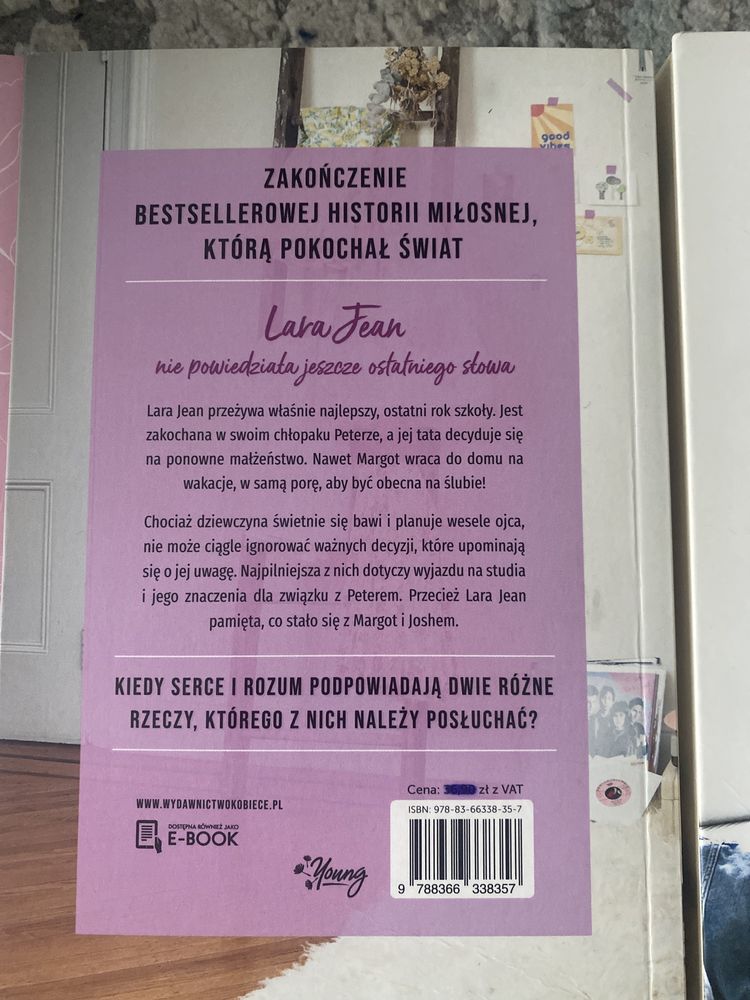 good
vibes
ZAKOŃCZENIE
BESTSELLEROWEJ HISTORII MIŁOSNEJ,
KTÓRĄ POKOCHAŁ ŚWIAT
Lara Jean
nie powiedziała jeszcze ostatniego słowa
Lara Jean przeżywa właśnie najlepszy, ostatni rok szkoły. Jest
zakochana w swoim chłopaku Peterze, a jej tata decyduje się
na ponowne małżeństwo. Nawet Margot wraca do domu na
wakacje, w samą porę, aby być obecna na ślubie!
Chociaż dziewczyna świetnie się bawi i planuje wesele ojca,
nie może ciągle ignorować ważnych decyzji, które upominają
się o jej uwagę. Najpilniejsza z nich dotyczy wyjazdu na studia
i jego znaczenia dla związku z Peterem. Przecież Lara Jean
pamięta, co stało się z Margot i Joshem.
KIEDY SERCE I ROZUM PODPOWIADAJĄ DWIE RÓŻNE
RZECZY, KTÓREGO Z NICH NALEŻY POSŁUCHAĆ?
WWW.WYDAWNICTWOKOBIECE.PL
DOSTĘPNA RÓWNIEŻ JAKO
E-BOOK
Young
Cena: 36,90 zł z VAT
ISBN: 978-83-66338-35-7
9 788366 338357